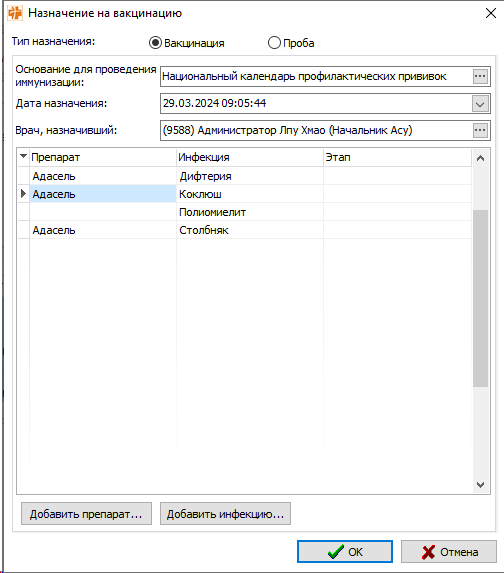 Назначение на вакцинацию
Тип назначения: Вакцинация Проба
Основание для проведения иммунизации: Национальный календарь профилактических прививок
Дата назначения: 29.03.2024 09:05:44
Врач, назначивший: (9588) Администратор Лпу Хмао (Начальник Асу)
Препарат Инфекция Этап
Адасель Дифтерия
Адасель Коклюш
Полиомиелит
Адасель Столбняк
Добавить препарат... Добавить инфекцию...
OK Отмена